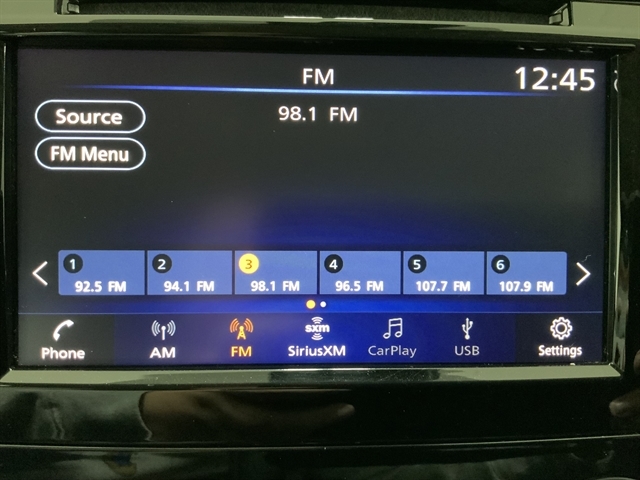 FM 12:45
Source 98.1 FM
FM Menu
1 2 3 4 5 6
92.5 FM 94.1 FM 98.1 FM 96.5 FM 107.7 FM 107.9 FM
sxm
Phone AM FM SiriusXM CarPlay USB Settings